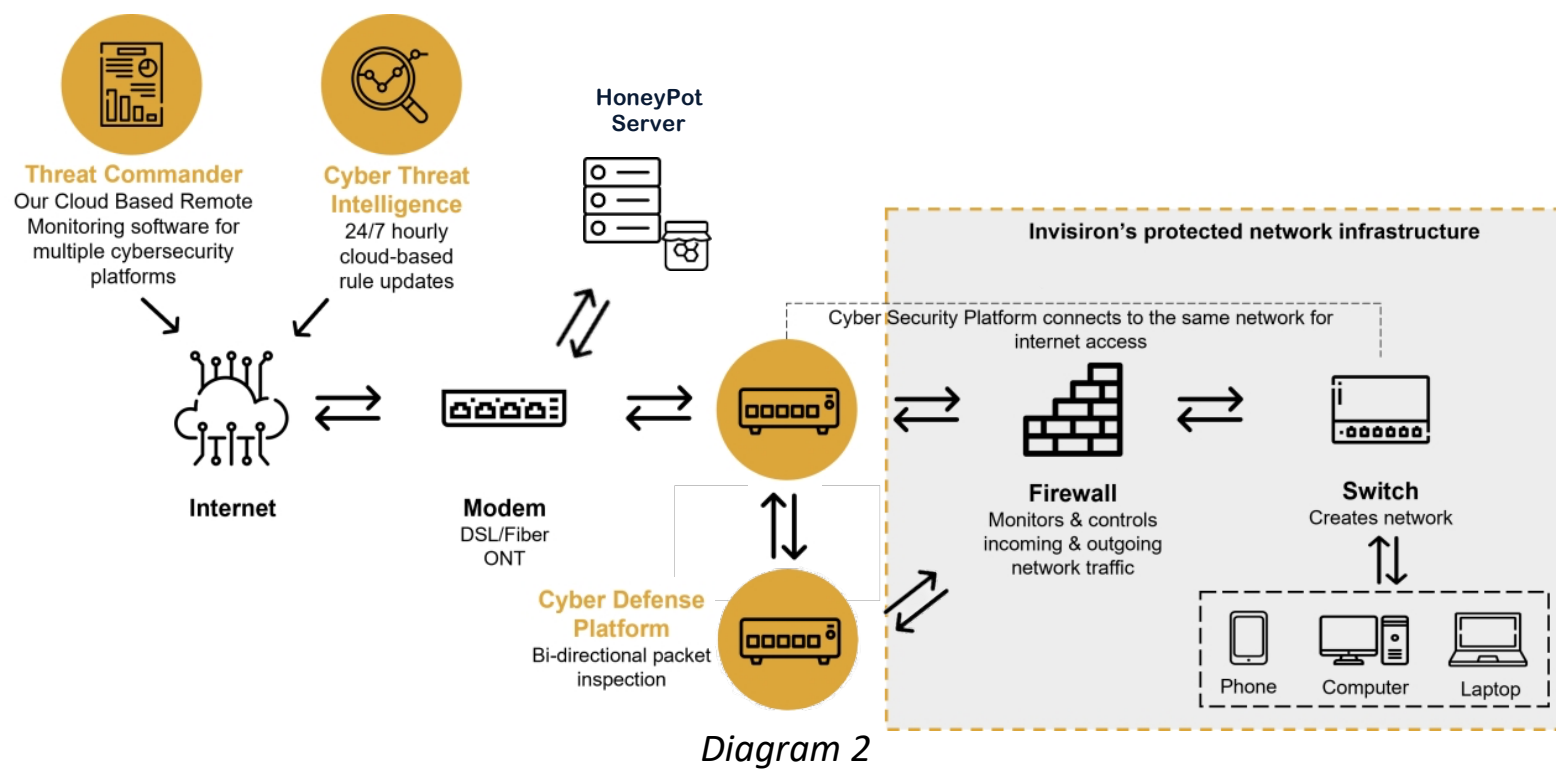 Threat Commander
Our Cloud Based Remote
Monitoring software for
multiple cybersecurity
platforms
Cyber Threat
Intelligence
24/7 hourly
cloud-based
rule updates
HoneyPot
Server
Invisiron's protected network infrastructure
Cyber Security Platform connects to the same network for
internet access
Internet
Modem
DSL/Fiber
ONT
Firewall
Monitors & controls
incoming & outgoing
network traffic
Switch
Creates network
Cyber Defense
Platform
Bi-directional packet
inspection
Phone
Computer
Laptop
Diagram 2